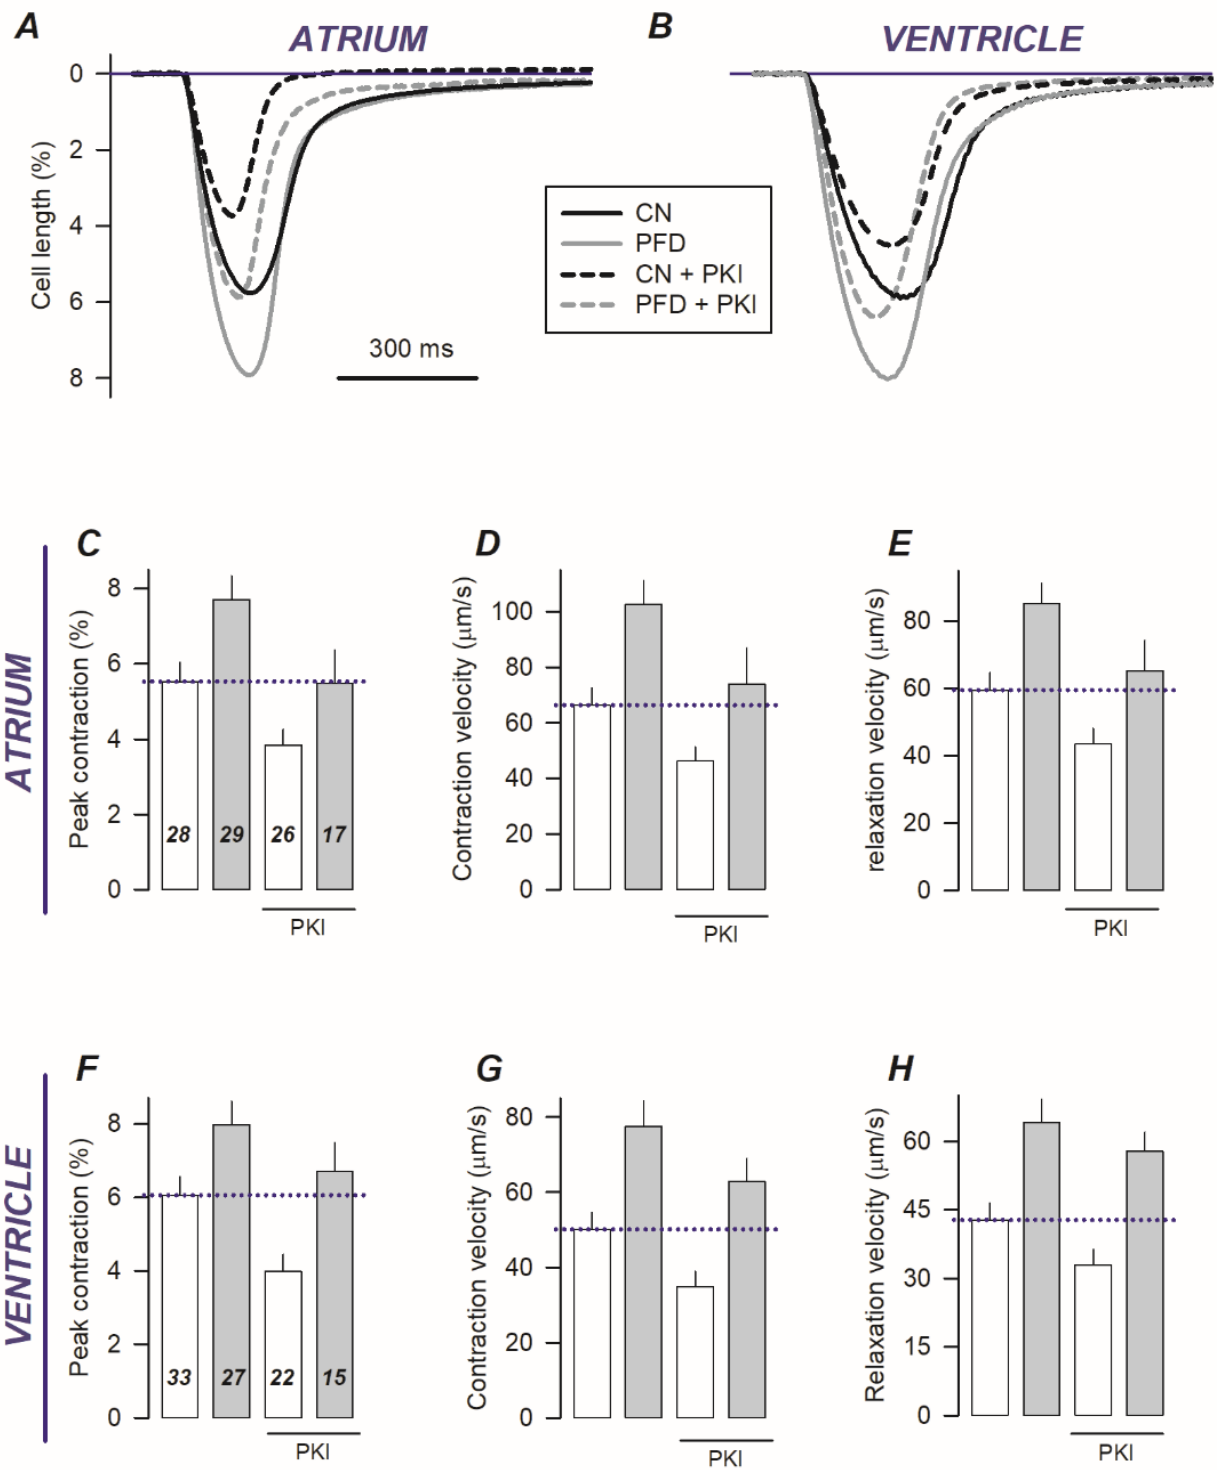 A
ATRIUM
B
VENTRICLE
Cell length (%)
0
2
4
6
8
300 ms
CN
PFD
CN + PKI
PFD + PKI
ATRIUM
C
Peak contraction (%)
8
6
4
2
0
28
29
26
17
PKI
D
Contraction velocity (μm/s)
100
80
60
40
20
0
PKI
E
relaxation velocity (μm/s)
80
60
40
20
0
PKI
VENTRICLE
F
Peak contraction (%)
8
6
4
2
0
33
27
22
15
PKI
G
Contraction velocity (μm/s)
80
60
40
20
0
PKI
H
Relaxation velocity (μm/s)
60
45
30
15
0
PKI